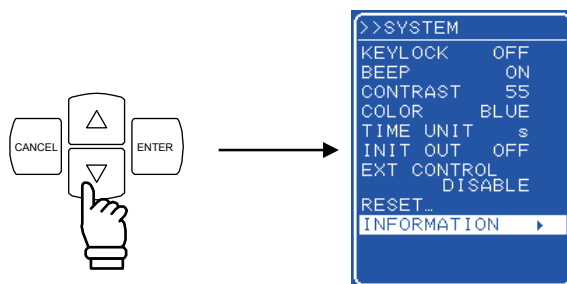 CANCEL
ENTER
>>SYSTEM
KEYLOCK OFF
BEEP ON
CONTRAST 55
COLOR BLUE
TIME UNIT s
INIT OUT OFF
EXT CONTROL
DISABLE
RESET…
INFORMATION